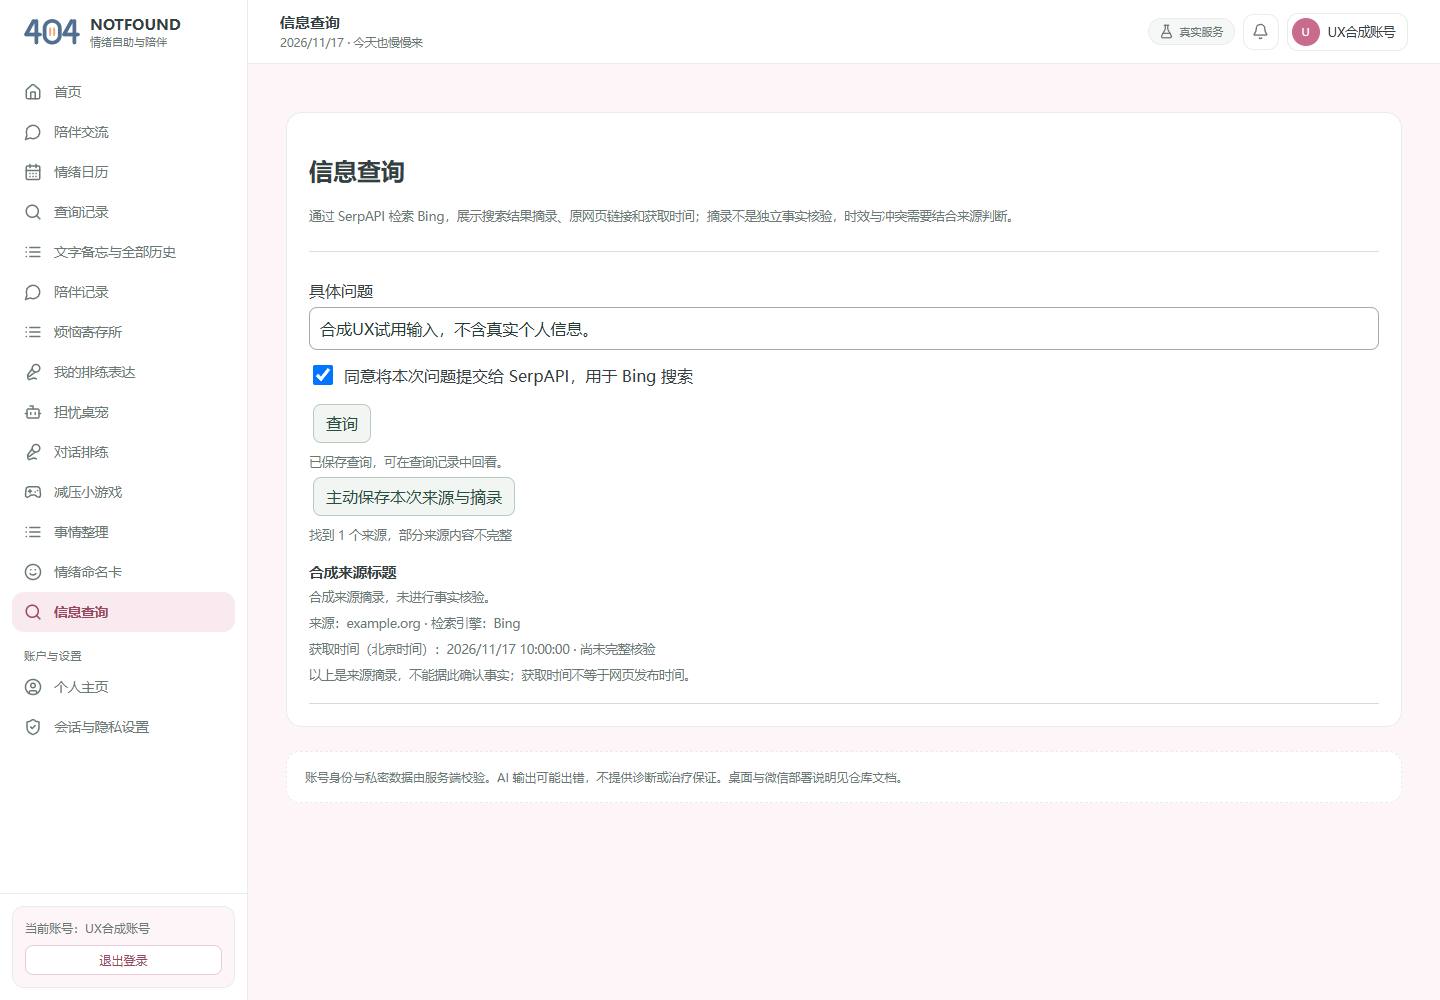 404 NOTFOUND
情绪自助与陪伴
首页
陪伴交流
情绪日历
查询记录
文字备忘与全部历史
陪伴记录
烦恼寄存所
我的排练表达
担忧桌宠
对话排练
减压小游戏
事情整理
情绪命名卡
信息查询
账户与设置
个人主页
会话与隐私设置
当前账号：UX合成账号
退出登录
信息查询
2026/11/17 · 今天也慢慢来
真实服务
U
UX合成账号
信息查询
通过 SerpAPI 检索 Bing，展示搜索结果摘录、原网页链接和获取时间；摘录不是独立事实核验，时效与冲突需要结合来源判断。
具体问题
合成UX试用输入，不含真实个人信息。
同意将本次问题提交给 SerpAPI，用于 Bing 搜索
查询
已保存查询，可在查询记录中回看。
主动保存本次来源与摘录
找到 1 个来源，部分来源内容不完整
合成来源标题
合成来源摘录，未进行事实核验。
来源：example.org · 检索引擎：Bing
获取时间（北京时间）：2026/11/17 10:00:00 · 尚未完整核验
以上是来源摘录，不能据此确认事实；获取时间不等于网页发布时间。
账号身份与私密数据由服务端校验。AI 输出可能出错，不提供诊断或治疗保证。桌面与微信部署说明见仓库文档。